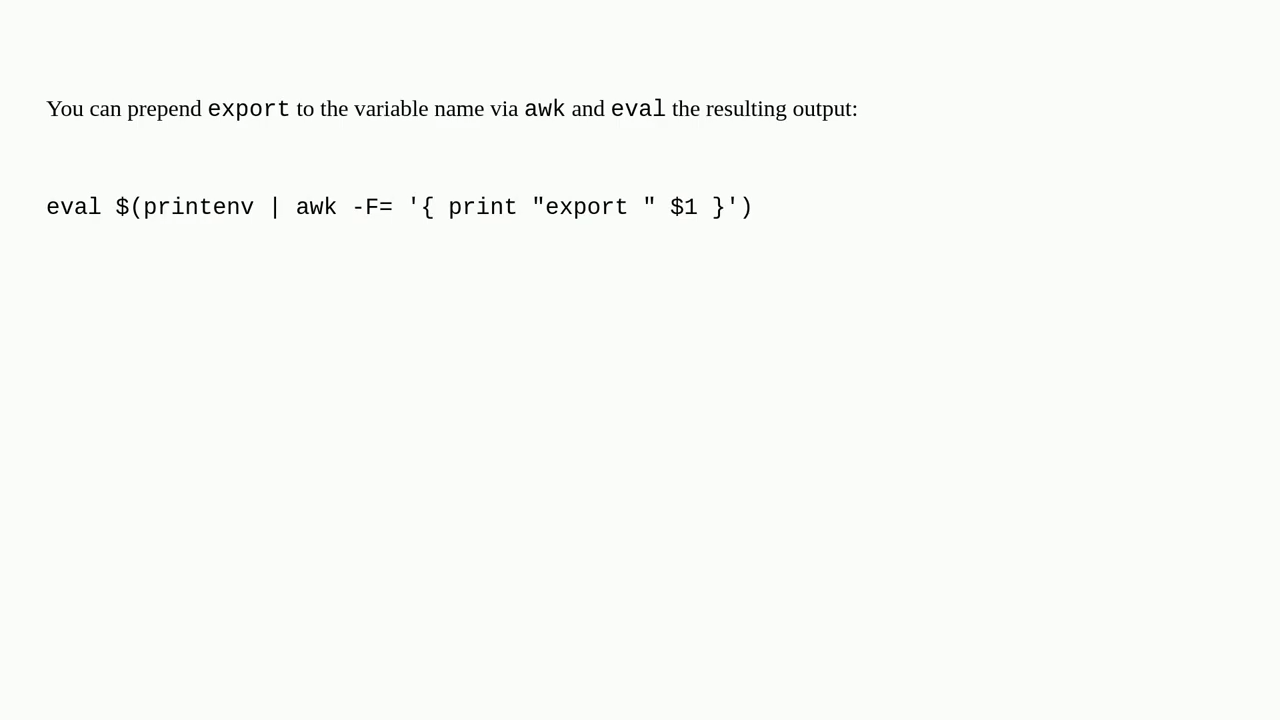 You can prepend export to the variable name via awk and eval the resulting output:
eval $(printenv | awk -F= '{ print "export " $1 }')